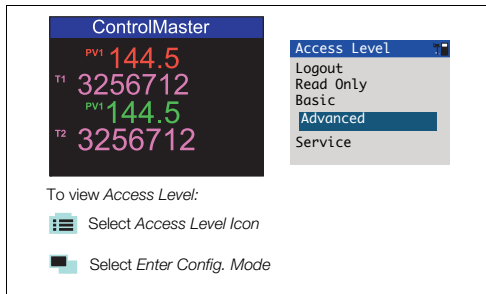 ControlMaster
PV1 144.5
T1 3256712
PV1 144.5
T2 3256712
Access Level
Logout
Read Only
Basic
Advanced
Service
To view Access Level:
Select Access Level Icon
Select Enter Config. Mode